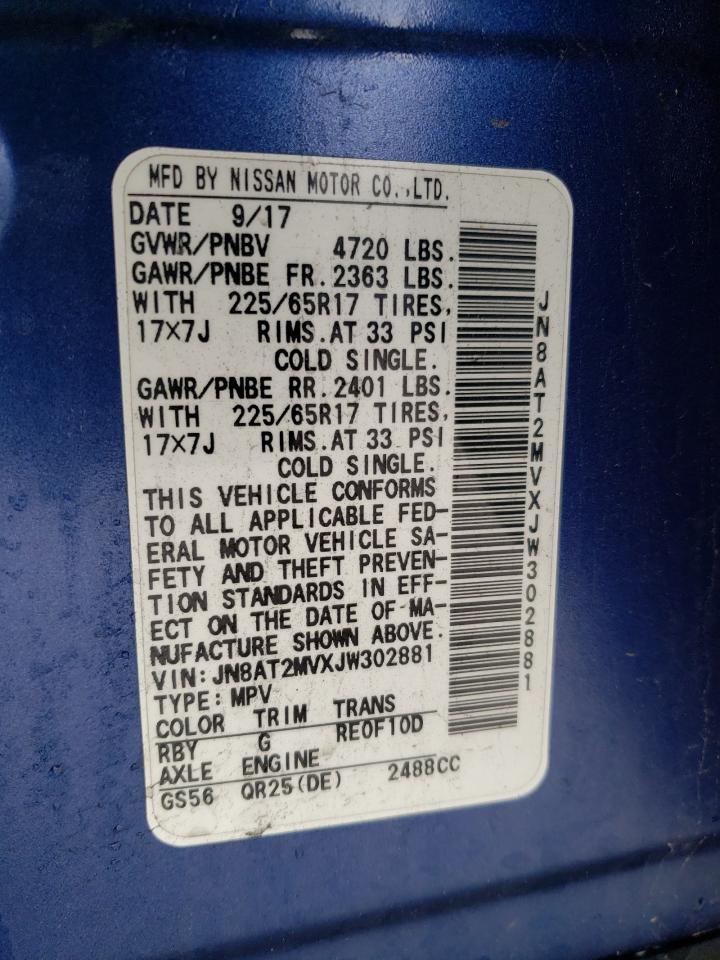 MFD BY NISSAN MOTOR CO.,LTD.
DATE 9/17
GVWR/PNBV 4720 LBS.
GAWR/PNBE FR.2363 LBS.
WITH 225/65R17 TIRES,
17×7J RIMS.AT 33 PSI
COLD SINGLE.
GAWR/PNBE RR.2401 LBS.
WITH 225/65R17 TIRES,
17×7J RIMS.AT 33 PSI
COLD SINGLE.
THIS VEHICLE CONFORMS
TO ALL APPLICABLE FED-
ERAL MOTOR VEHICLE SA-
FETY AND THEFT PREVEN-
TION STANDARDS IN EFF-
ECT ON THE DATE OF MA-
NUFACTURE SHOWN ABOVE.
VIN: JN8AT2MVXJW302881
TYPE: MPV
COLOR TRIM TRANS
RBY G RE0F10D
AXLE ENGINE
GS56 QR25(DE) 2488CC
JN8AT2MVXJW302881